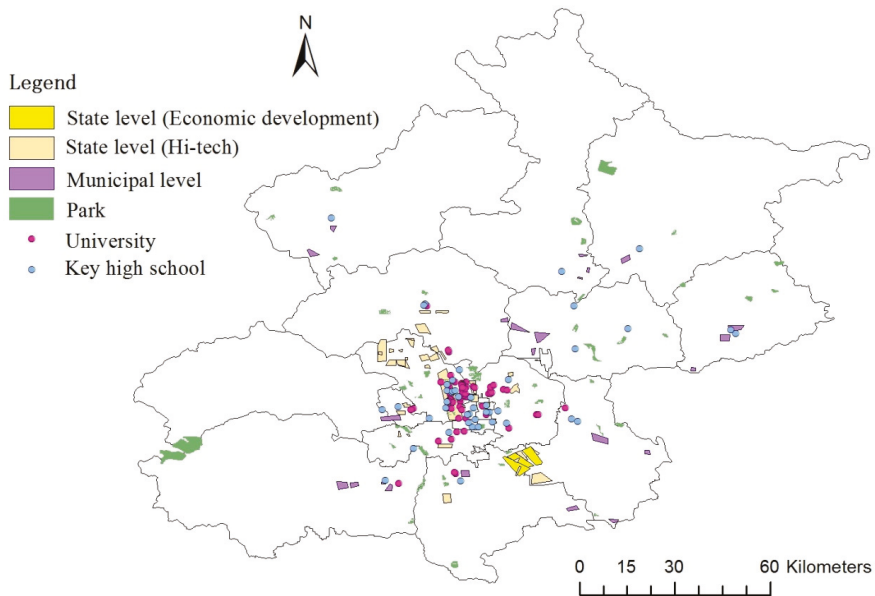 N
Legend
State level (Economic development)
State level (Hi-tech)
Municipal level
Park
University
Key high school
0 15 30 60 Kilometers